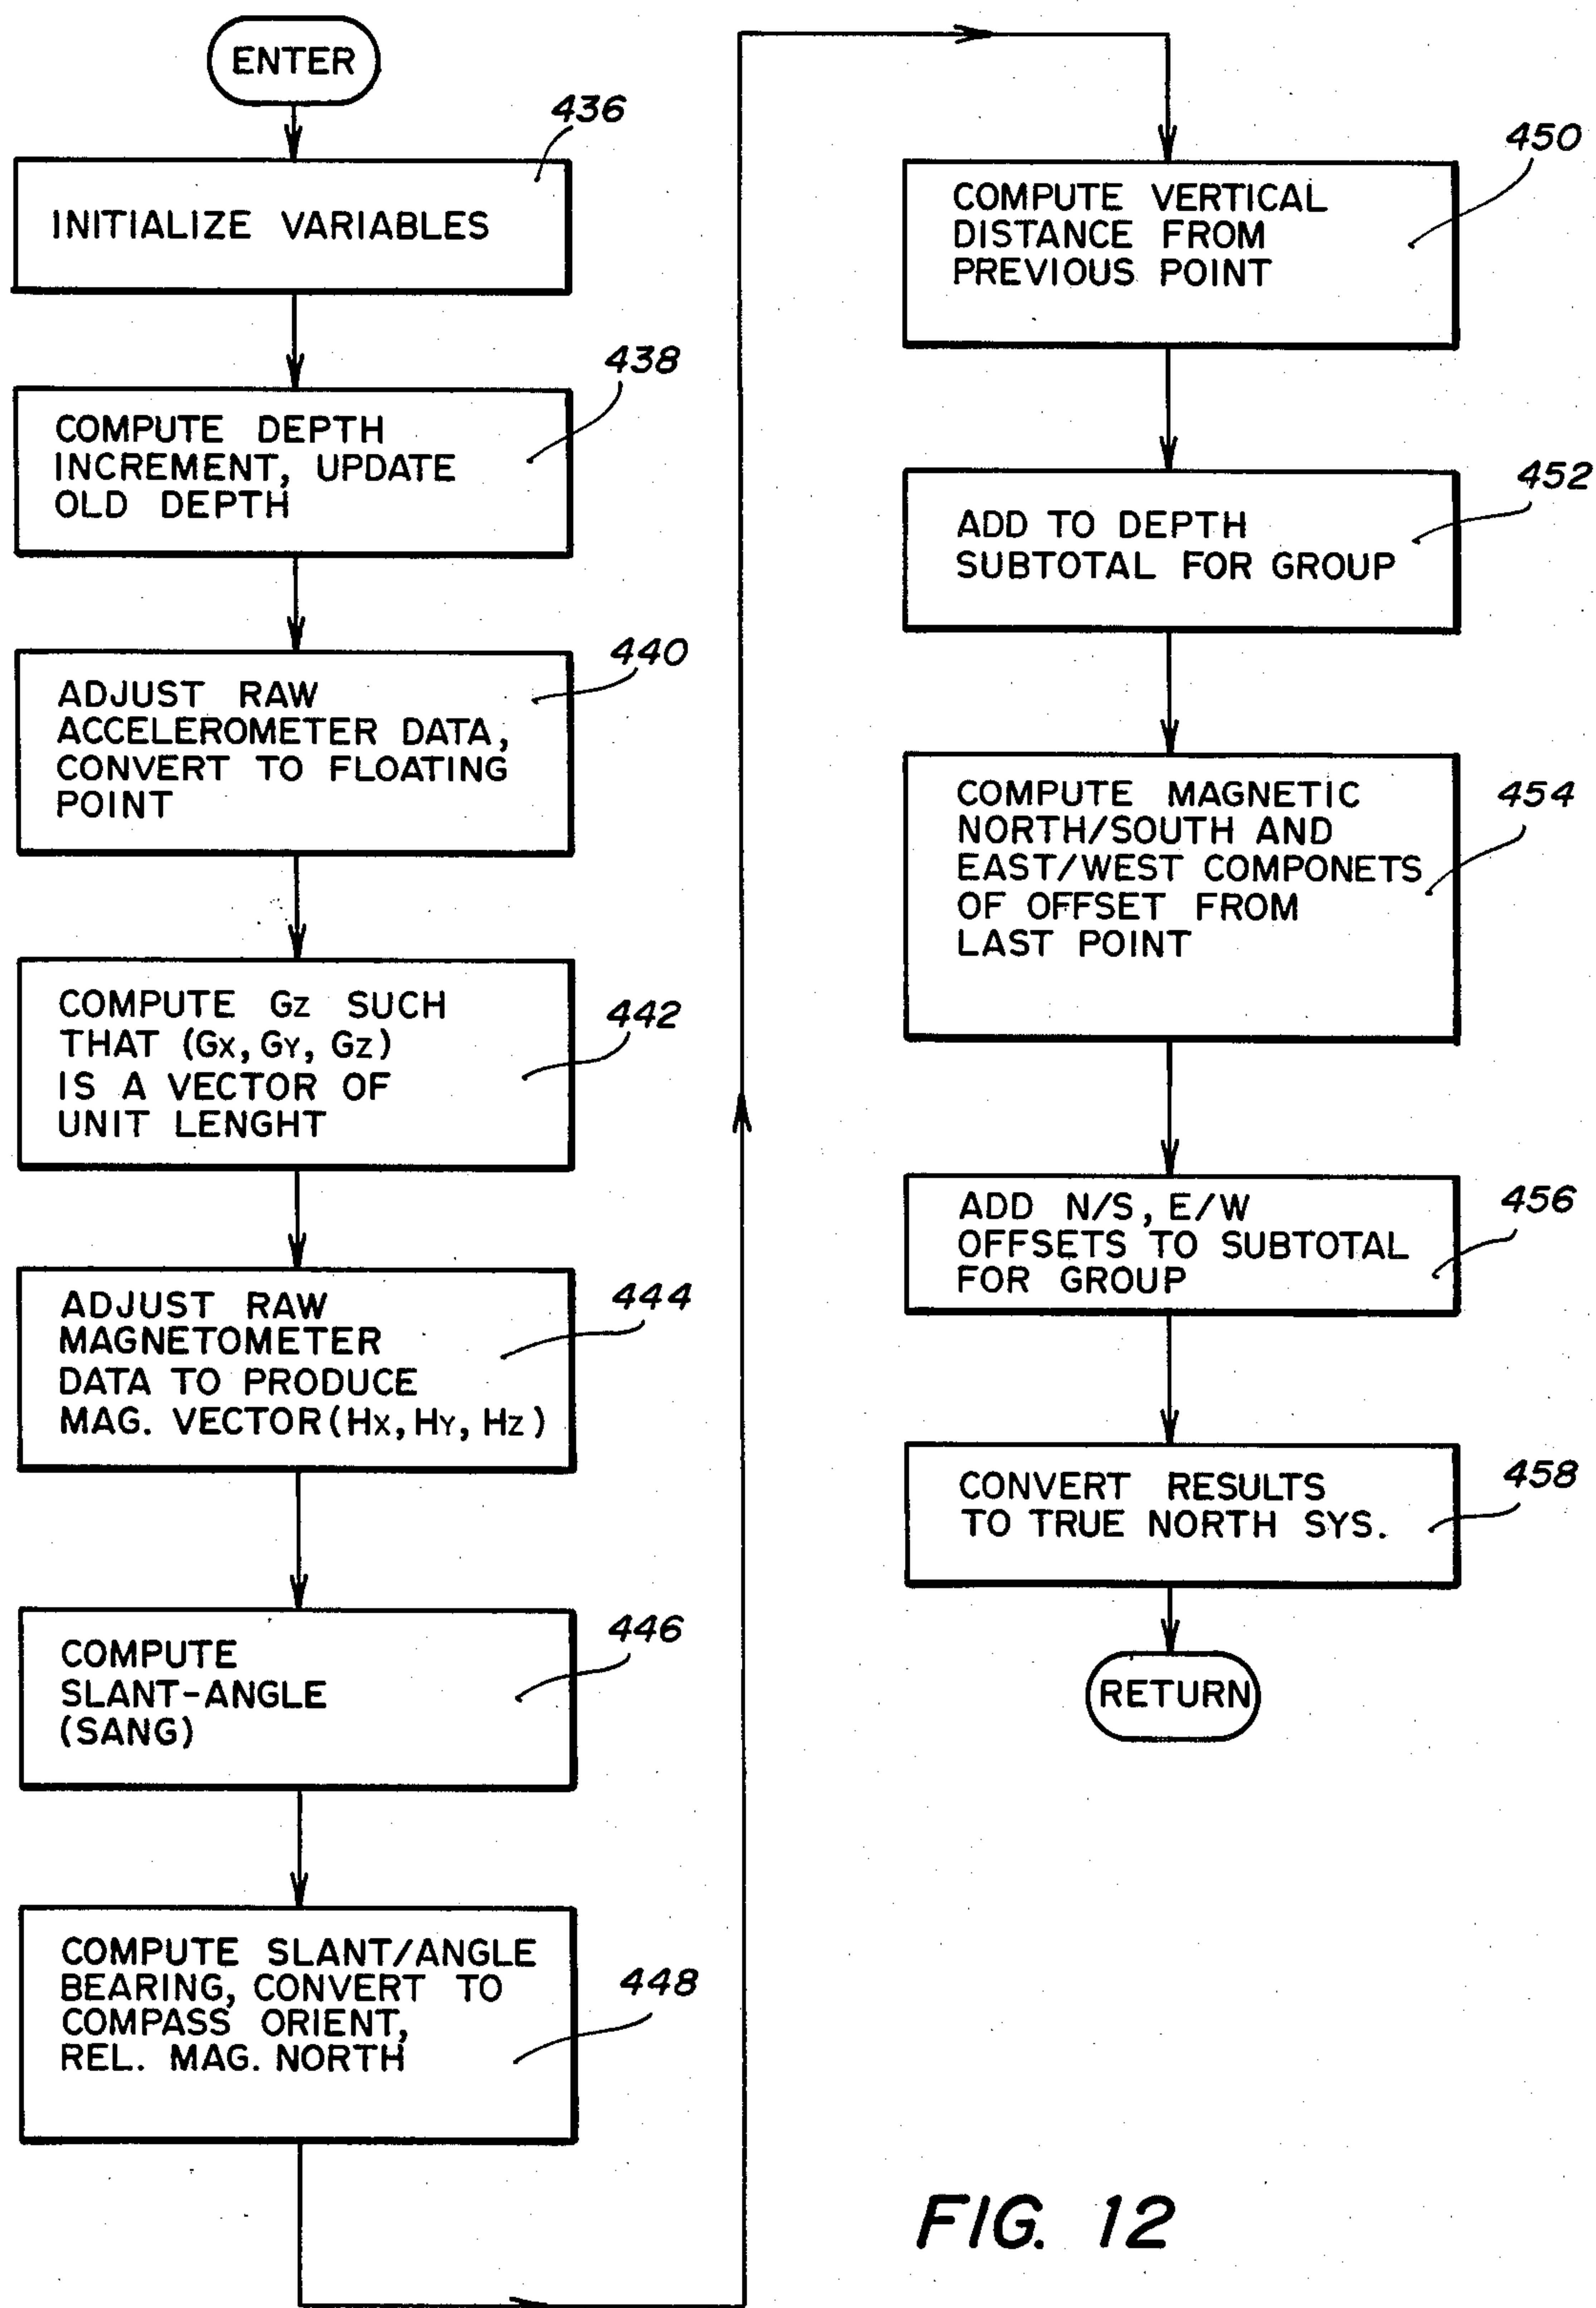 ENTER
436
INITIALIZE VARIABLES
438
COMPUTE DEPTH
INCREMENT, UPDATE
OLD DEPTH
440
ADJUST RAW
ACCELEROMETER DATA,
CONVERT TO FLOATING
POINT
442
COMPUTE GZ SUCH
THAT (GX, GY, GZ)
IS A VECTOR OF
UNIT LENGHT
444
ADJUST RAW
MAGNETOMETER
DATA TO PRODUCE
MAG. VECTOR (HX, HY, HZ)
446
COMPUTE
SLANT-ANGLE
(SANG)
448
COMPUTE SLANT/ANGLE
BEARING, CONVERT TO
COMPASS ORIENT,
REL. MAG. NORTH
450
COMPUTE VERTICAL
DISTANCE FROM
PREVIOUS POINT
452
ADD TO DEPTH
SUBTOTAL FOR GROUP
454
COMPUTE MAGNETIC
NORTH/SOUTH AND
EAST/WEST COMPONETS
OF OFFSET FROM
LAST POINT
456
ADD N/S, E/W
OFFSETS TO SUBTOTAL
FOR GROUP
458
CONVERT RESULTS
TO TRUE NORTH SYS.
RETURN
FIG. 12